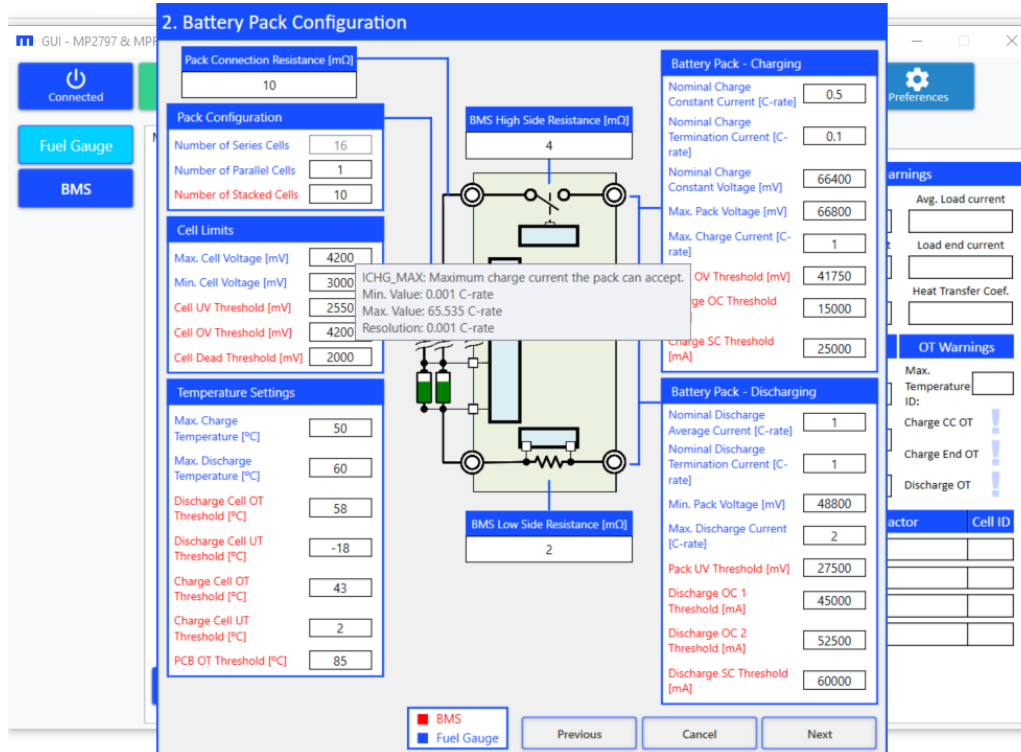 2. Battery Pack Configuration
GUI - MP2797 & MPF
Connected
Preferences
Fuel Gauge
BMS
Pack Connection Resistance [mΩ]
10
Pack Configuration
Number of Series Cells 16
Number of Parallel Cells 1
Number of Stacked Cells 10
Cell Limits
Max. Cell Voltage [mV] 4200
Min. Cell Voltage [mV] 3000
Cell UV Threshold [mV] 2550
Cell OV Threshold [mV] 4200
Cell Dead Threshold [mV] 2000
Temperature Settings
Max. Charge
Temperature [ºC] 50
Max. Discharge
Temperature [ºC] 60
Discharge Cell OT
Threshold [ºC] 58
Discharge Cell UT
Threshold [ºC] -18
Charge Cell OT
Threshold [ºC] 43
Charge Cell UT
Threshold [ºC] 2
PCB OT Threshold [ºC] 85
BMS High Side Resistance [mΩ]
4
ICHG_MAX: Maximum charge current the pack can accept.
Min. Value: 0.001 C-rate
Max. Value: 65.535 C-rate
Resolution: 0.001 C-rate
BMS Low Side Resistance [mΩ]
2
Battery Pack - Charging
Nominal Charge
Constant Current [C-rate] 0.5
Nominal Charge
Termination Current [C-
rate] 0.1
Nominal Charge
Constant Voltage [mV] 66400
Max. Pack Voltage [mV] 66800
Max. Charge Current [C-
rate] 1
OV Threshold [mV] 41750
ge OC Threshold
15000
Charge SC Threshold
[mA] 25000
Battery Pack - Discharging
Nominal Discharge
Average Current [C-rate] 1
Nominal Discharge
Termination Current [C-
rate] 1
Min. Pack Voltage [mV] 48800
Max. Discharge Current
[C-rate] 2
Pack UV Threshold [mV] 27500
Discharge OC 1
Threshold [mA] 45000
Discharge OC 2
Threshold [mA] 52500
Discharge SC Threshold
[mA] 60000
BMS
Fuel Gauge
Previous
Cancel
Next
arnings
Avg. Load current
Load end current
Heat Transfer Coef.
OT Warnings
Max.
Temperature
ID:
Charge CC OT
Charge End OT
Discharge OT
actor
Cell ID